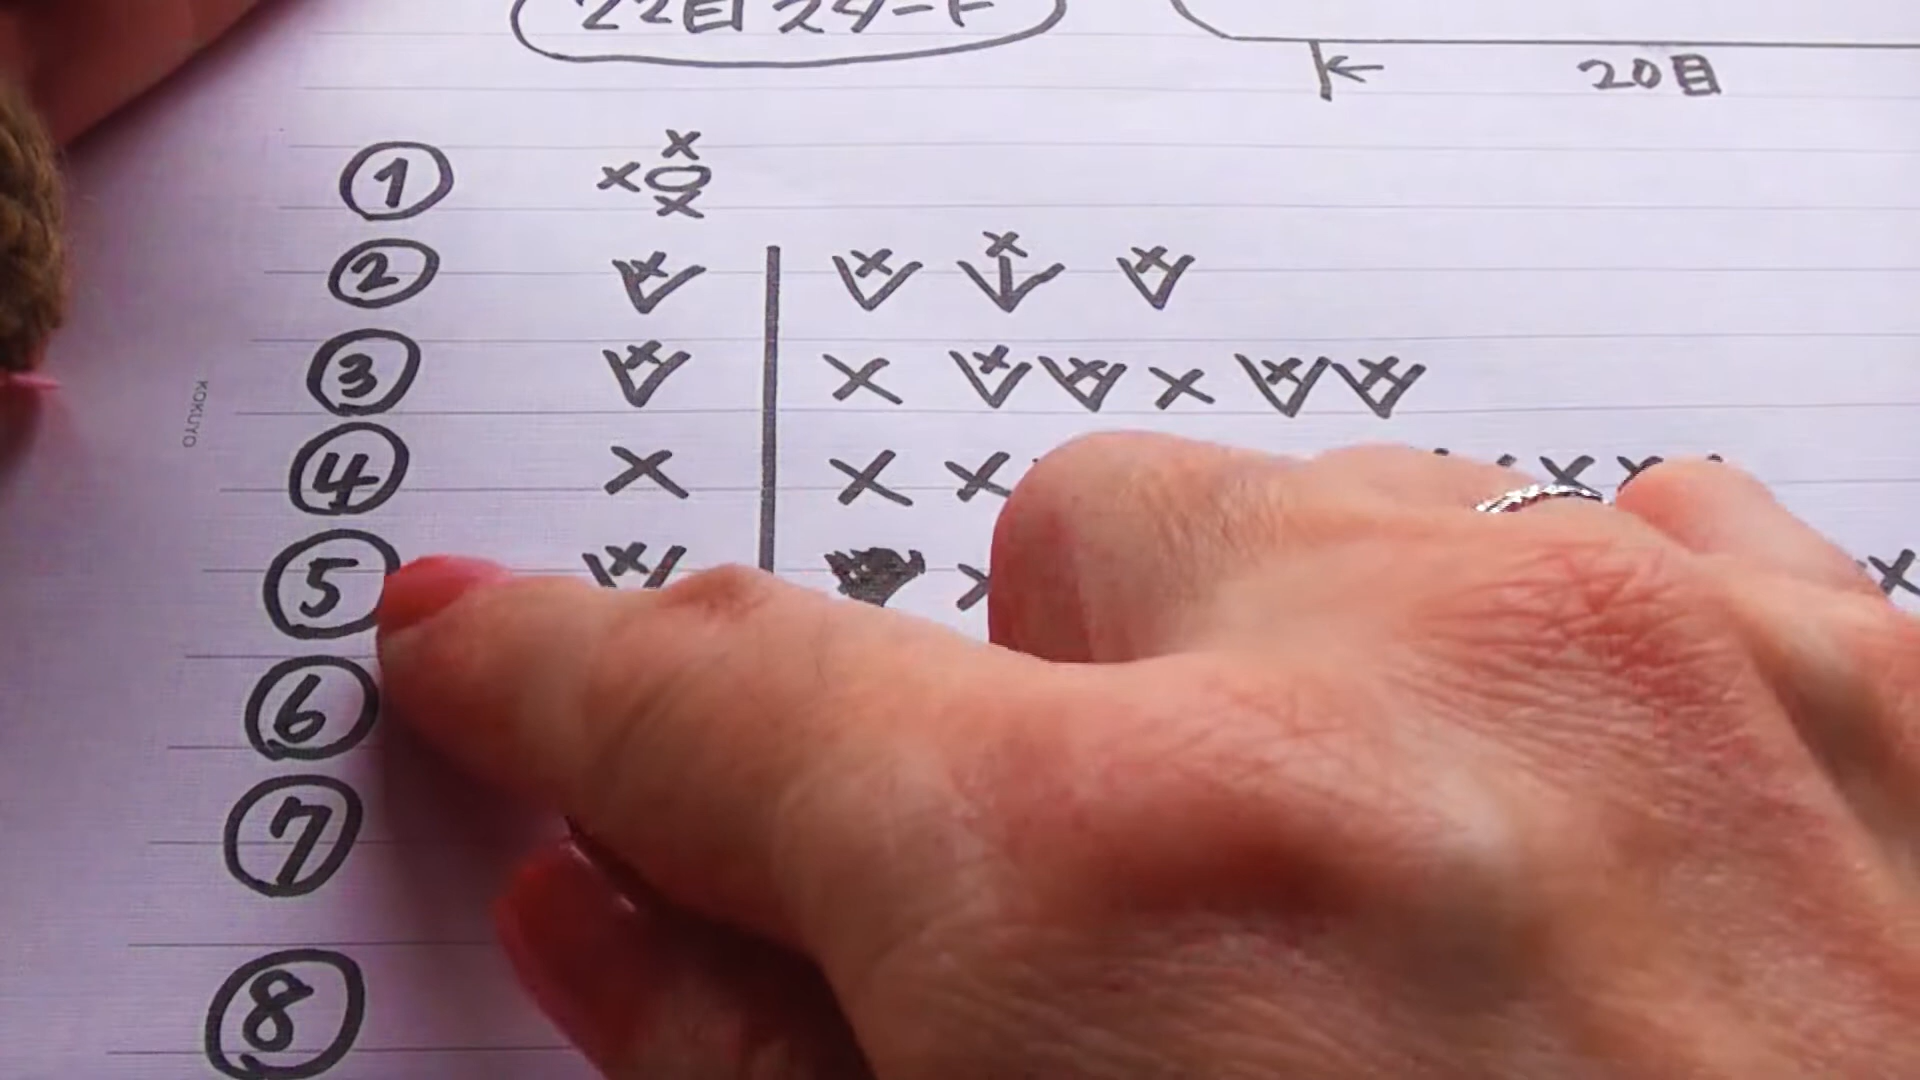 22目スタート
20目
① x x x
② x x x x
③ x x x x x x x
④ x x x x x
⑤ x x
⑥
⑦
⑧
KOKUYO